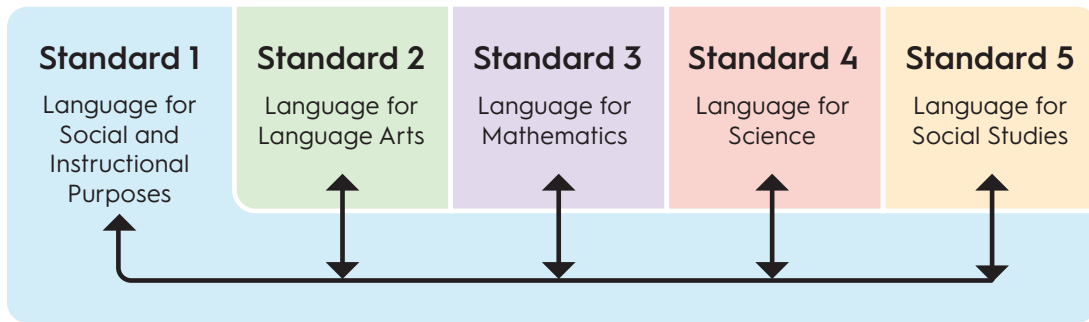 Standard 1
Language for
Social and
Instructional
Purposes
Standard 2
Language for
Language Arts
Standard 3
Language for
Mathematics
Standard 4
Language for
Science
Standard 5
Language for
Social Studies